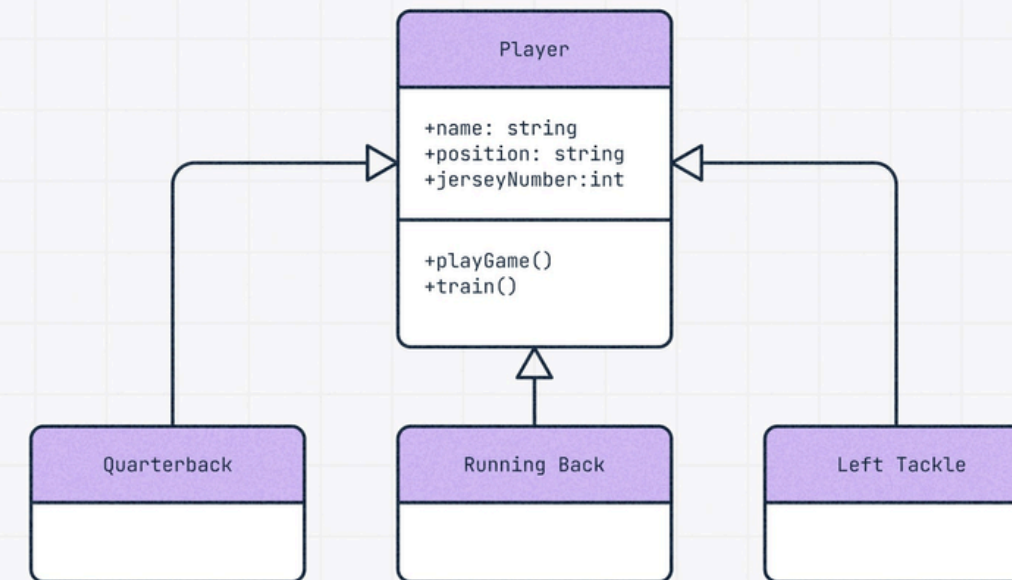 Player
+name: string
+position: string
+jerseyNumber:int
+playGame()
+train()
Quarterback
Running Back
Left Tackle